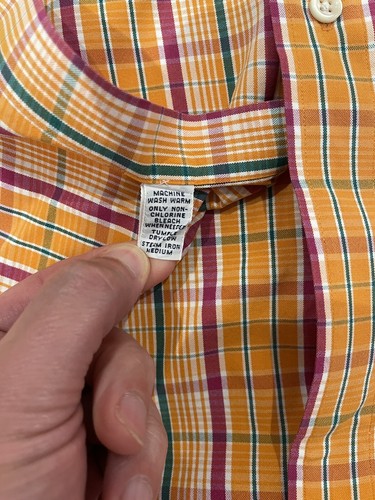 MACHINE
WASH WARM
ONLY NON-
CHLORINE
BLEACH
WHEN NEEDED
TUMBLE
DRY LOW
STEAM IRON
MEDIUM